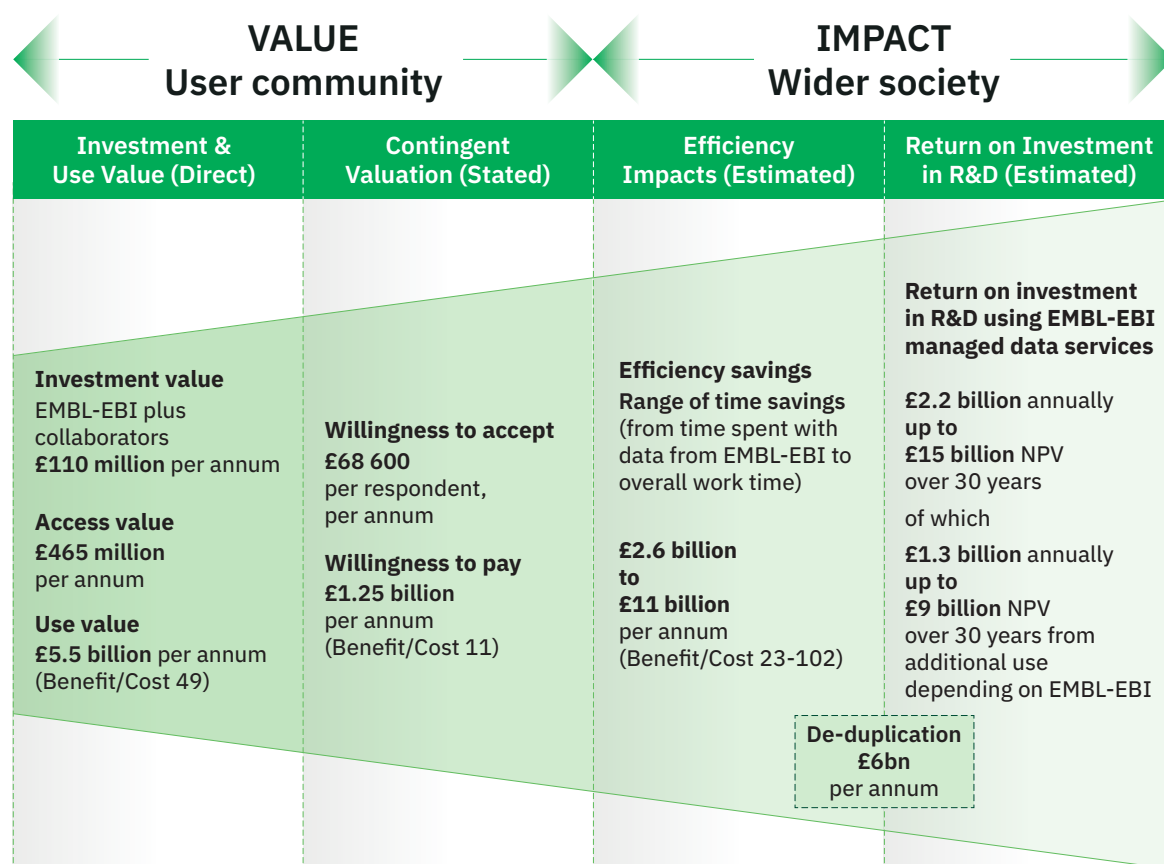 VALUE
User community
IMPACT
Wider society
Investment &
Use Value (Direct)
Contingent
Valuation (Stated)
Efficiency
Impacts (Estimated)
Return on Investment
in R&D (Estimated)
Investment value
EMBL-EBI plus
collaborators
£110 million per annum
Access value
£465 million
per annum
Use value
£5.5 billion per annum
(Benefit/Cost 49)
Willingness to accept
£68 600
per respondent,
per annum
Willingness to pay
£1.25 billion
per annum
(Benefit/Cost 11)
Efficiency savings
Range of time savings
(from time spent with
data from EMBL-EBI to
overall work time)
£2.6 billion
to
£11 billion
per annum
(Benefit/Cost 23-102)
Return on investment
in R&D using EMBL-EBI
managed data services
£2.2 billion annually
up to
£15 billion NPV
over 30 years
of which
£1.3 billion annually
up to
£9 billion NPV
over 30 years from
additional use
depending on EMBL-EBI
De-duplication
£6bn
per annum